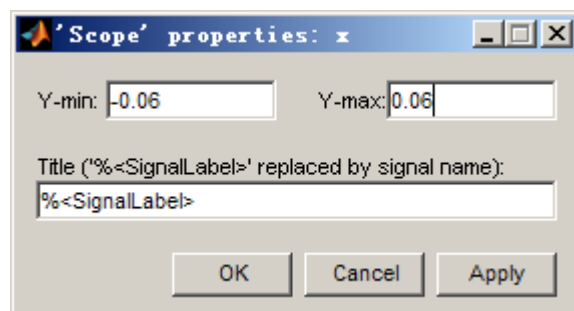 'Scope' properties: x
Y-min: -0.06 Y-max: 0.06
Title ('%<SignalLabel>' replaced by signal name):
%<SignalLabel>
OK Cancel Apply